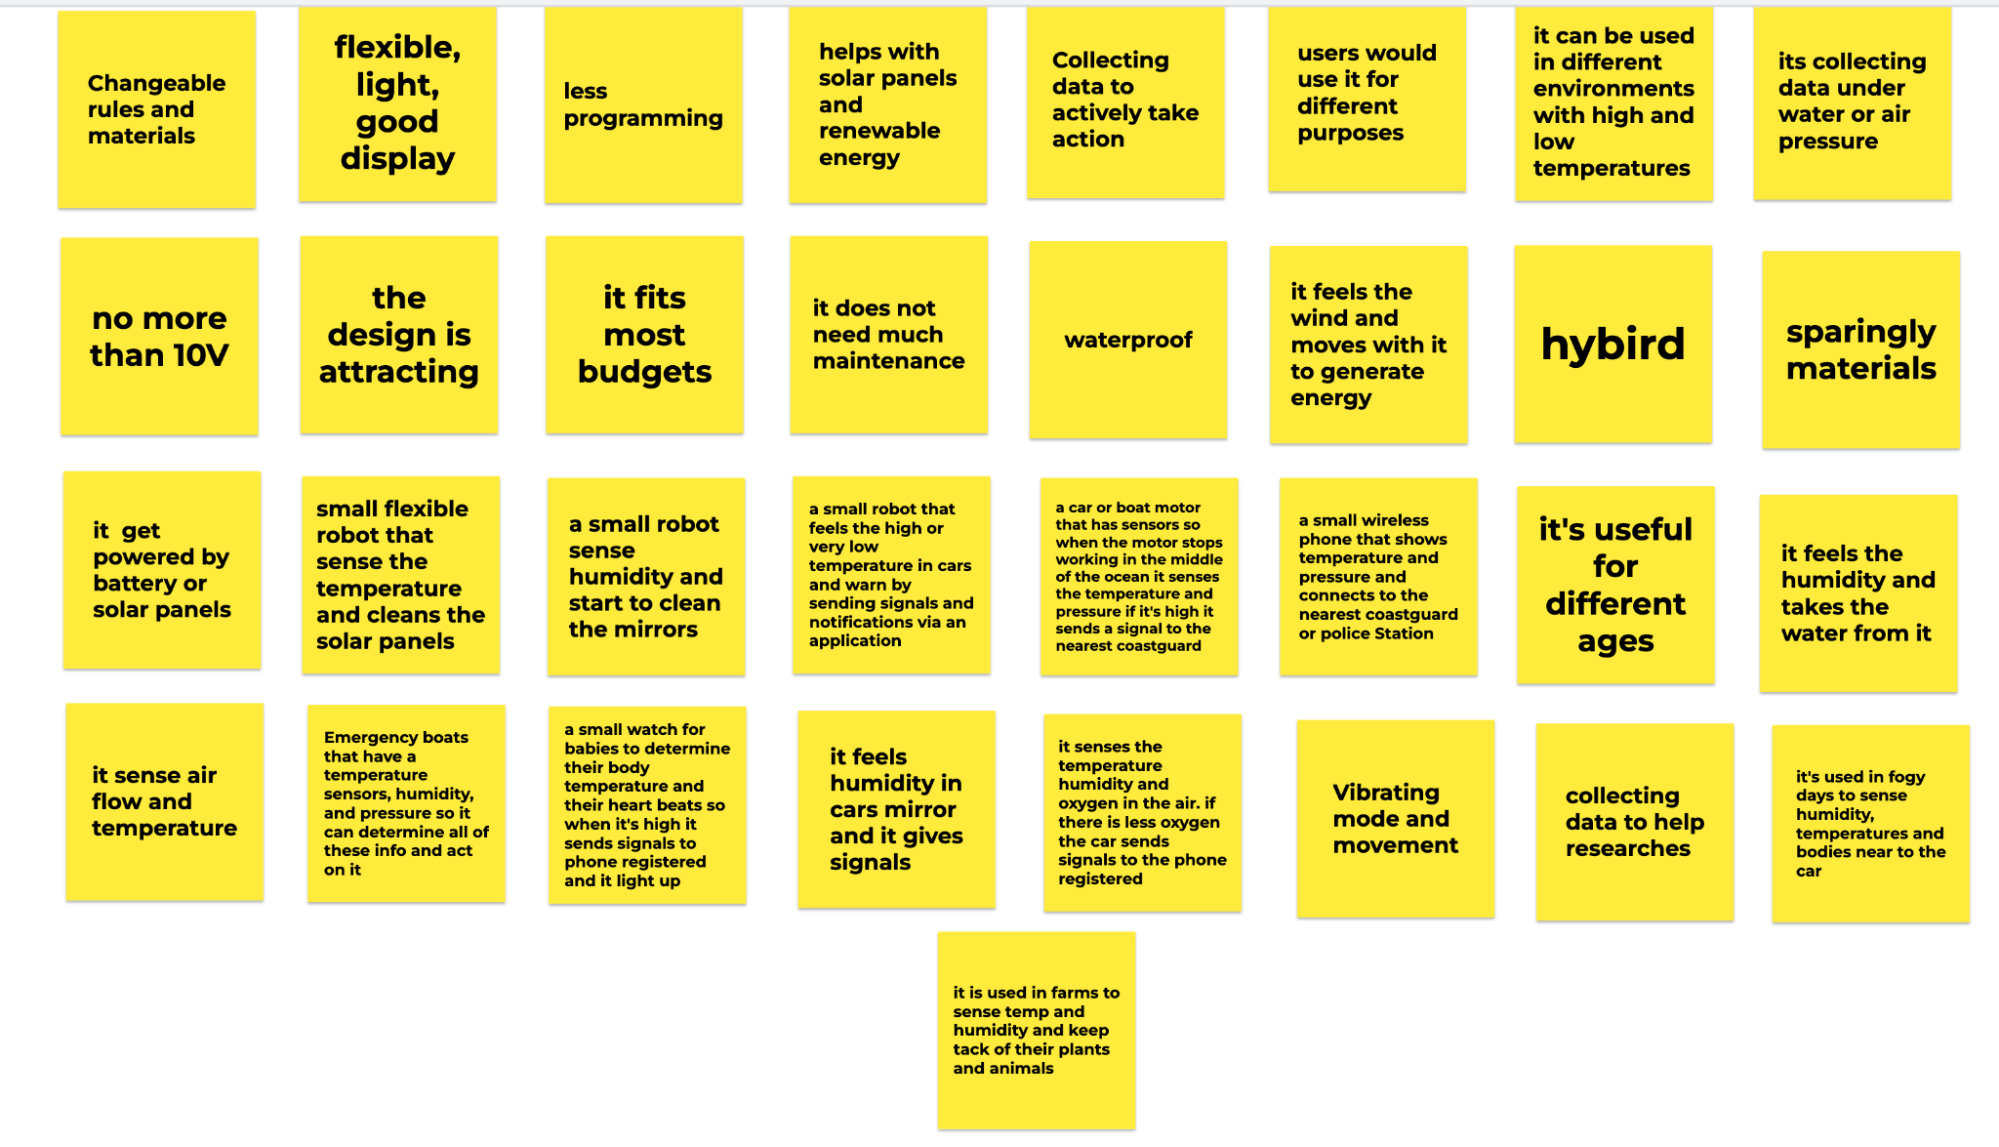 Changeable
rules and
materials
flexible,
light,
good
display
less
programming
helps with
solar panels
and
renewable
energy
Collecting
data to
actively take
action
users would
use it for
different
purposes
it can be used
in different
environments
with high and
low
temperatures
its collecting
data under
water or air
pressure
no more
than 10V
the
design is
attracting
it fits
most
budgets
it does not
need much
maintenance
waterproof
it feels the
wind and
moves with it
to generate
energy
hybird
sparingly
materials
it get
powered by
battery or
solar panels
small flexible
robot that
sense the
temperature
and cleans the
solar panels
a small robot
sense
humidity and
start to clean
the mirrors
a small robot that
feels the high or
very low
temperature in cars
and warn by
sending signals and
notifications via an
application
a car or boat motor
that has sensors so
when the motor stops
working in the middle
of the ocean it senses
the temperature and
pressure if it's high it
sends a signal to the
nearest coastguard
a small wireless
phone that shows
temperature and
pressure and
connects to the
nearest coastguard
or police Station
it's useful
for
different
ages
it feels the
humidity and
takes the
water from it
it sense air
flow and
temperature
Emergency boats
that have a
temperature
sensors, humidity,
and pressure so it
can determine all of
these info and act
on it
a small watch for
babies to determine
their body
temperature and
their heart beats so
when it's high it
sends signals to
phone registered
and it light up
it feels
humidity in
cars mirror
and it gives
signals
it senses the
temperature
humidity and
oxygen in the air. if
there is less oxygen
the car sends
signals to the phone
registered
Vibrating
mode and
movement
collecting
data to help
researches
it's used in fogy
days to sense
humidity,
temperatures and
bodies near to the
car
it is used in farms to
sense temp and
humidity and keep
tack of their plants
and animals